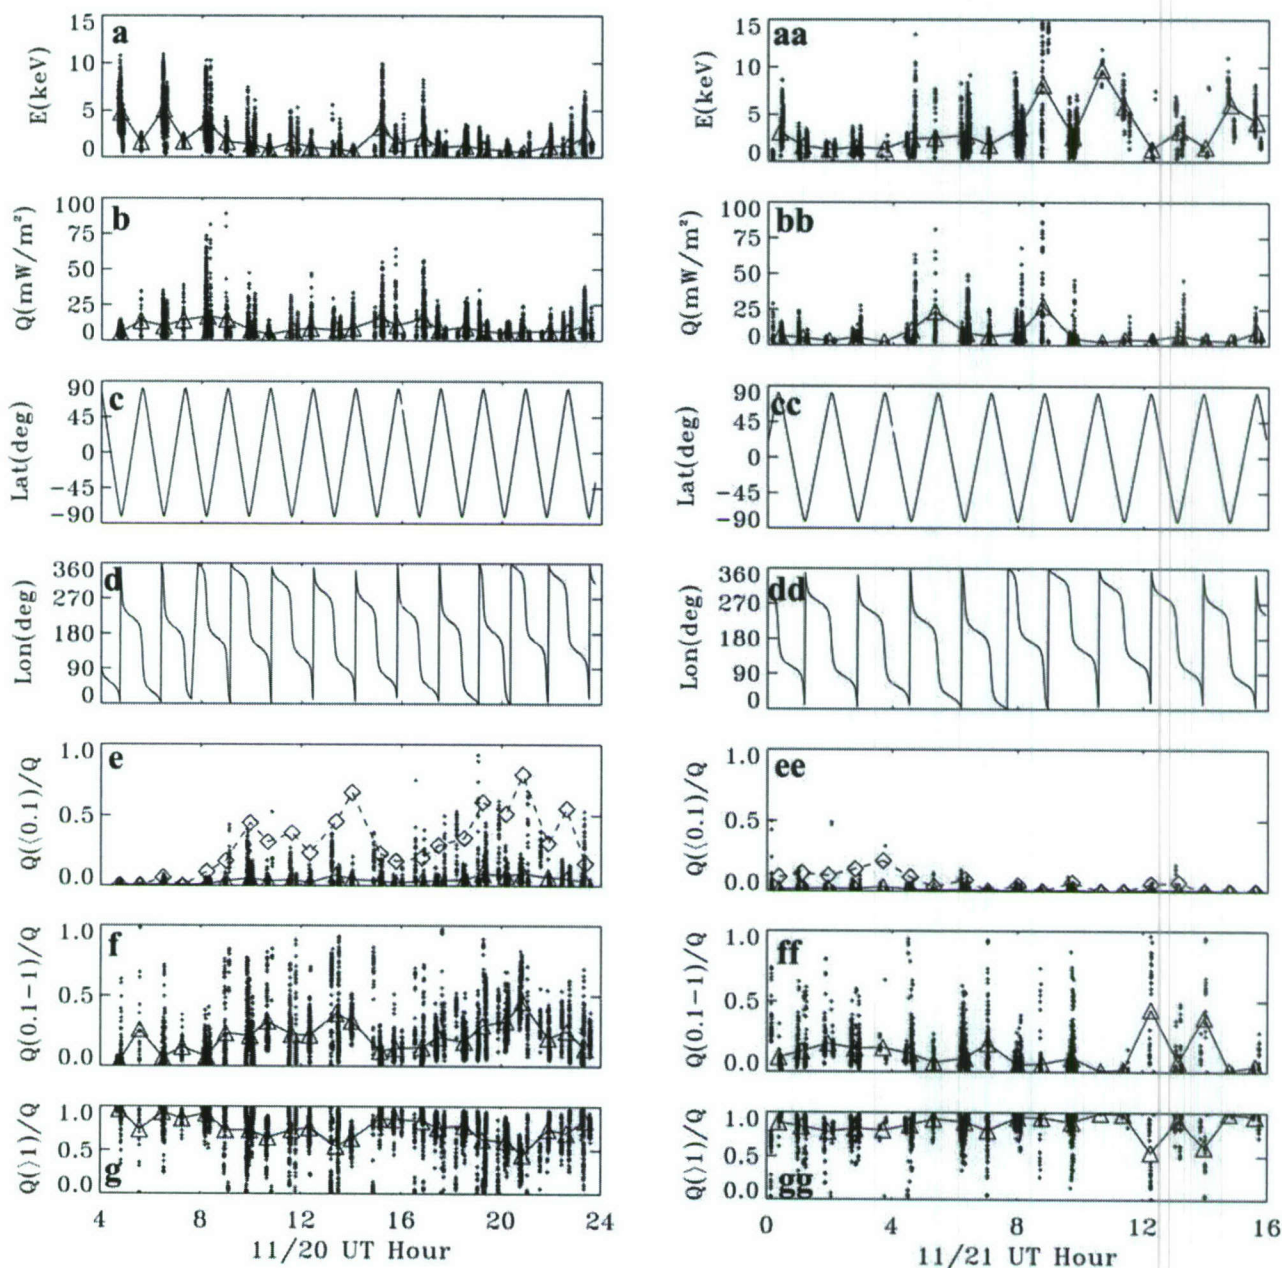 a
15
10
5
0
E(keV)
b
100
75
50
25
0
Q(mW/m²)
c
90
45
0
−45
−90
Lat(deg)
d
360
270
180
90
0
Lon(deg)
e
1.0
0.5
0.0
Q(⟨0.1)/Q
f
1.0
0.5
0.0
Q(0.1−1)/Q
g
1.0
0.5
0.0
Q(⟩1)/Q
4 8 12 16 20 24
11/20 UT Hour
aa
15
10
5
0
E(keV)
bb
100
75
50
25
0
Q(mW/m²)
cc
90
45
0
−45
−90
Lat(deg)
dd
360
270
180
90
0
Lon(deg)
ee
1.0
0.5
0.0
Q(⟨0.1)/Q
ff
1.0
0.5
0.0
Q(0.1−1)/Q
gg
1.0
0.5
0.0
Q(⟩1)/Q
0 4 8 12 16
11/21 UT Hour